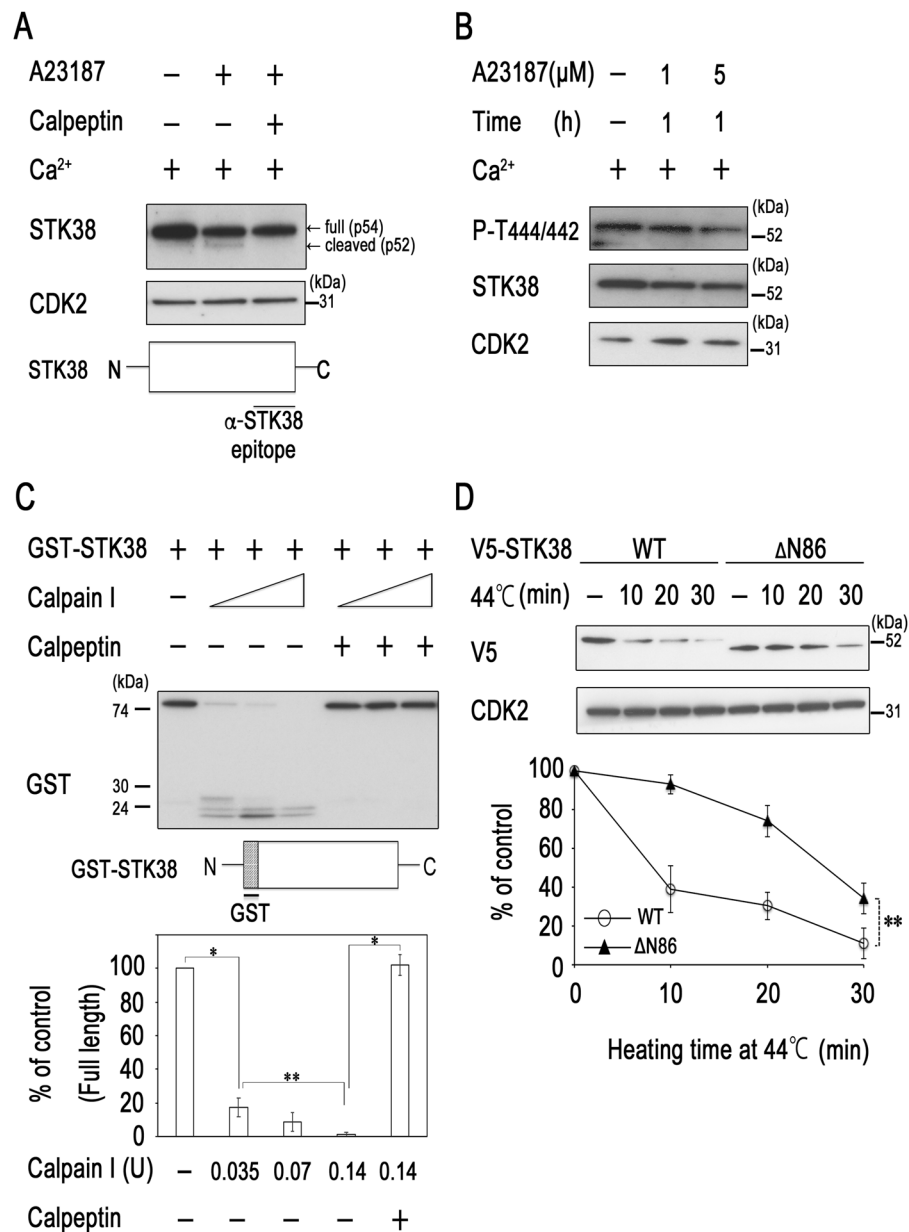 A
A23187 – + +
Calpeptin – – +
Ca²⁺ + + +
STK38
←full (p54)
←cleaved (p52)
(kDa)
CDK2
31
STK38 N C
α-STK38
epitope
B
A23187(μM) – 1 5
Time (h) – 1 1
Ca²⁺ + + +
(kDa)
P-T444/442
52
(kDa)
STK38
52
(kDa)
CDK2
31
C
GST-STK38 + + + + + + +
Calpain I –
Calpeptin – – – – + + +
(kDa)
74
30
GST
24
GST-STK38 N C
GST
% of control
(Full length)
100
80
60
40
20
0
* ** *
Calpain I (U) – 0.035 0.07 0.14 0.14
Calpeptin – – – – +
D
V5-STK38 WT ΔN86
44℃(min) – 10 20 30 – 10 20 30
(kDa)
V5
52
CDK2
31
% of control
100
80
60
40
20
0
WT
ΔN86
**
0 10 20 30
Heating time at 44℃ (min)